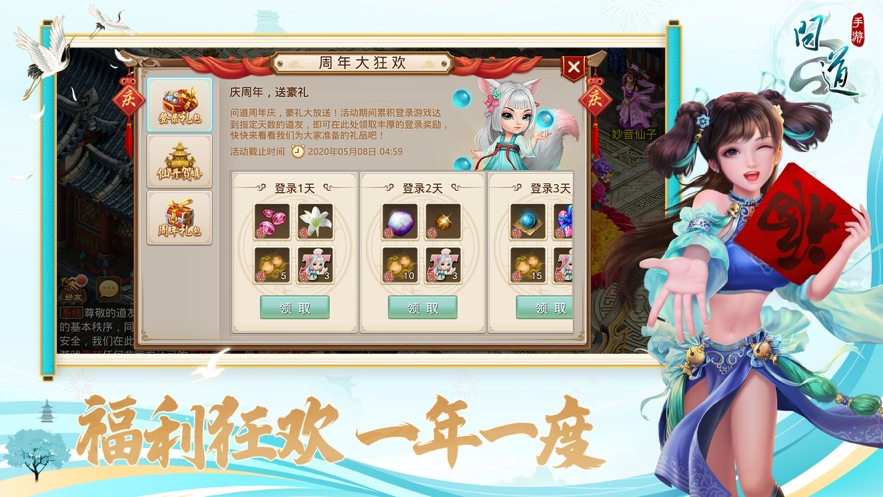 问道
手游
周年大狂欢
庆
庆
登录礼包
仙升贺喜
周年礼包
庆周年，送豪礼
问道周年庆，豪礼大放送！活动期间累积登录游戏达
到指定天数的道友，即可在此处领取丰厚的登录奖励，
快快来看看我们为大家准备的礼品吧！
活动截止时间 2020年05月08日 04:59
登录1天
登录2天
登录3天
5
3
10
3
15
领取
领取
领取
妙音仙子
好友
系统 尊敬的道友
的基本秩序，同
安全，我们在此
福
福利狂欢 一年一度